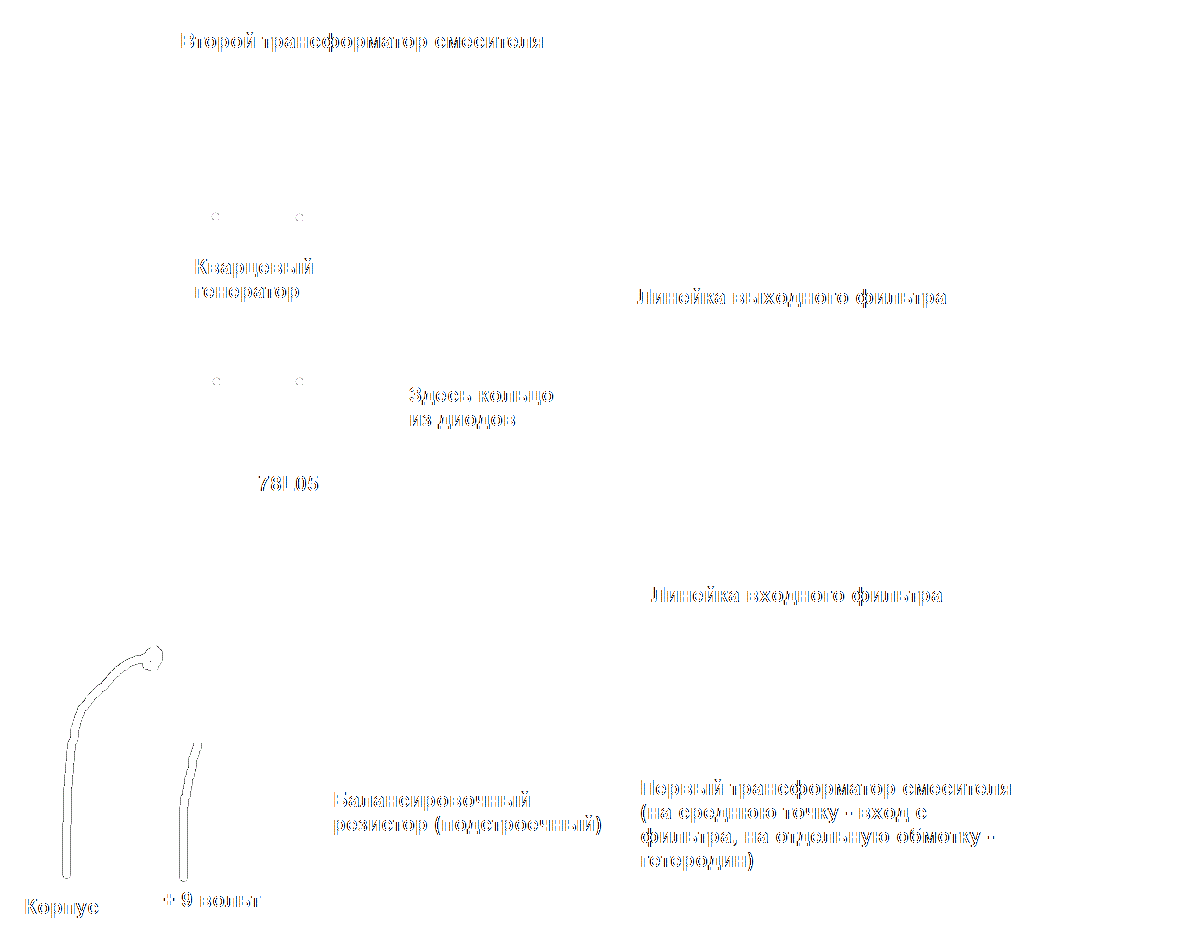 Второй трансформатор смесителя
Кварцевый
генератор
Линейка выходного фильтра
Здесь кольцо
из диодов
78L05
Линейка входного фильтра
Первый трансформатор смесителя
(на среднюю точку - вход с
фильтра, на отдельную обмотку -
гетеродин)
Балансировочный
резистор (подстроечный)
+ 9 вольт
Корпус